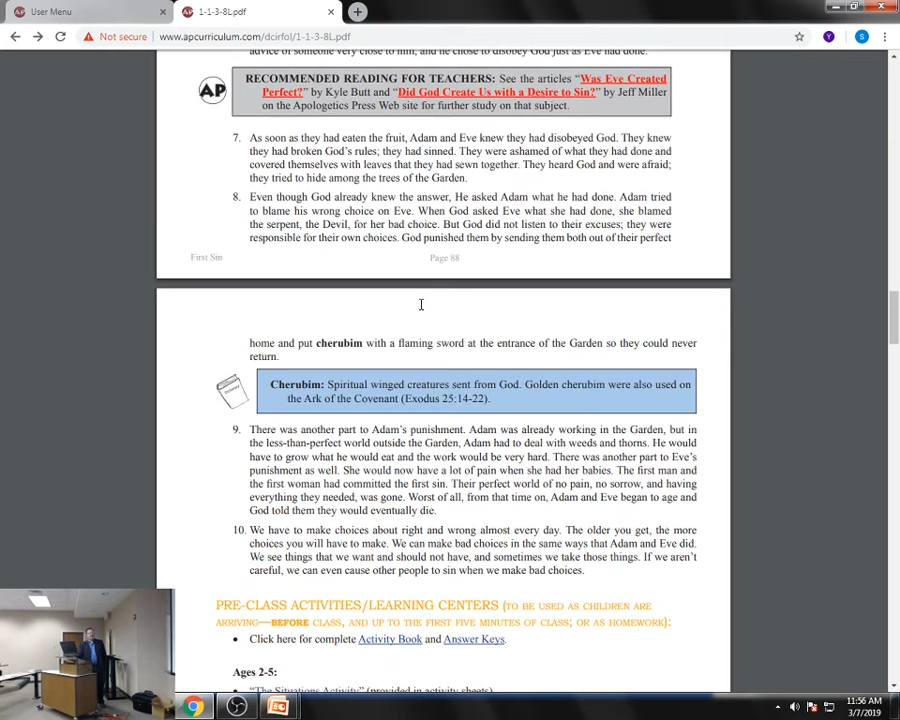 User Menu
1-1-3-8L.pdf
Not secure
www.apcurriculum.com/dcirfol/1-1-3-8L.pdf
advice of someone very close to him, and he chose to disobey God just as Eve had done.
AP
RECOMMENDED READING FOR TEACHERS: See the articles “Was Eve Created
Perfect?” by Kyle Butt and “Did God Create Us with a Desire to Sin?” by Jeff Miller
on the Apologetics Press Web site for further study on that subject.
7. As soon as they had eaten the fruit, Adam and Eve knew they had disobeyed God. They knew
they had broken God’s rules; they had sinned. They were ashamed of what they had done and
covered themselves with leaves that they had sewn together. They heard God and were afraid;
they tried to hide among the trees of the Garden.
8. Even though God already knew the answer, He asked Adam what he had done. Adam tried
to blame his wrong choice on Eve. When God asked Eve what she had done, she blamed
the serpent, the Devil, for her bad choice. But God did not listen to their excuses; they were
responsible for their own choices. God punished them by sending them both out of their perfect
First Sin
Page 88
home and put cherubim with a flaming sword at the entrance of the Garden so they could never
return.
Cherubim: Spiritual winged creatures sent from God. Golden cherubim were also used on
the Ark of the Covenant (Exodus 25:14-22).
9. There was another part to Adam’s punishment. Adam was already working in the Garden, but in
the less-than-perfect world outside the Garden, Adam had to deal with weeds and thorns. He would
have to grow what he would eat and the work would be very hard. There was another part to Eve’s
punishment as well. She would now have a lot of pain when she had her babies. The first man and
the first woman had committed the first sin. Their perfect world of no pain, no sorrow, and having
everything they needed, was gone. Worst of all, from that time on, Adam and Eve began to age and
God told them they would eventually die.
10. We have to make choices about right and wrong almost every day. The older you get, the more
choices you will have to make. We can make bad choices in the same ways that Adam and Eve did.
We see things that we want and should not have, and sometimes we take those things. If we aren’t
careful, we can even cause other people to sin when we make bad choices.
PRE-CLASS ACTIVITIES/LEARNING CENTERS (TO BE USED AS CHILDREN ARE
ARRIVING—BEFORE CLASS, AND UP TO THE FIRST FIVE MINUTES OF CLASS; OR AS HOMEWORK):
• Click here for complete Activity Book and Answer Keys.
Ages 2-5:
• “The Situations Activity” (provided in activity sheets)
11:56 AM
3/7/2019